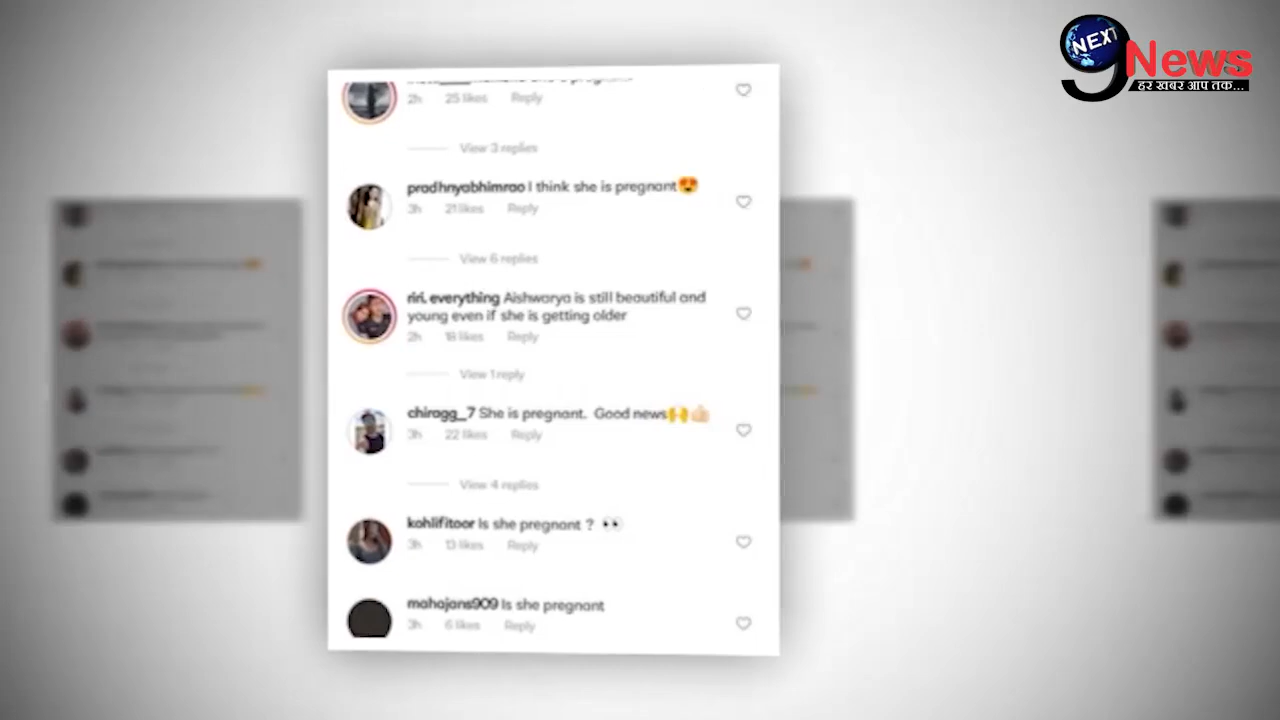 NEXT
9 News
हर खबर आप तक...
2h 25 likes Reply
View 3 replies
pradhnyabhimrao I think she is pregnant😍
3h 21 likes Reply
View 6 replies
riri.everything Aishwarya is still beautiful and
young even if she is getting older
2h 18 likes Reply
View 1 reply
chiragg_7 She is pregnant. Good news🙌👍🏻
3h 22 likes Reply
View 4 replies
kohlifitoor Is she pregnant ? 👀
3h 13 likes Reply
mahajans909 Is she pregnant
3h 6 likes Reply